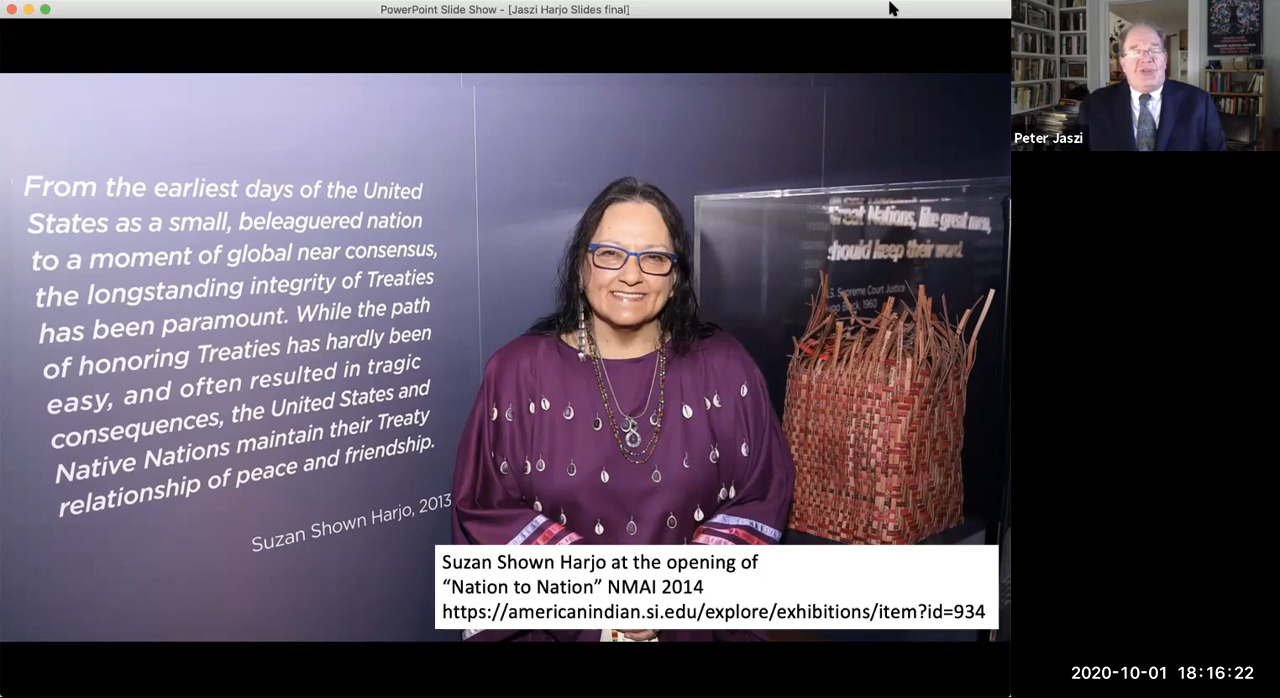 PowerPoint Slide Show - [Jaszi Harjo Slides final]
From the earliest days of the United
States as a small, beleaguered nation
to a moment of global near consensus,
the longstanding integrity of Treaties
has been paramount. While the path
of honoring Treaties has hardly been
easy, and often resulted in tragic
consequences, the United States and
Native Nations maintain their Treaty
relationship of peace and friendship.
Suzan Shown Harjo, 2013
Great Nations, like great men,
should keep their word.
U.S. Supreme Court Justice
Black, 1960
Suzan Shown Harjo at the opening of
“Nation to Nation” NMAI 2014
https://americanindian.si.edu/explore/exhibitions/item?id=934
Peter Jaszi
2020-10-01 18:16:22